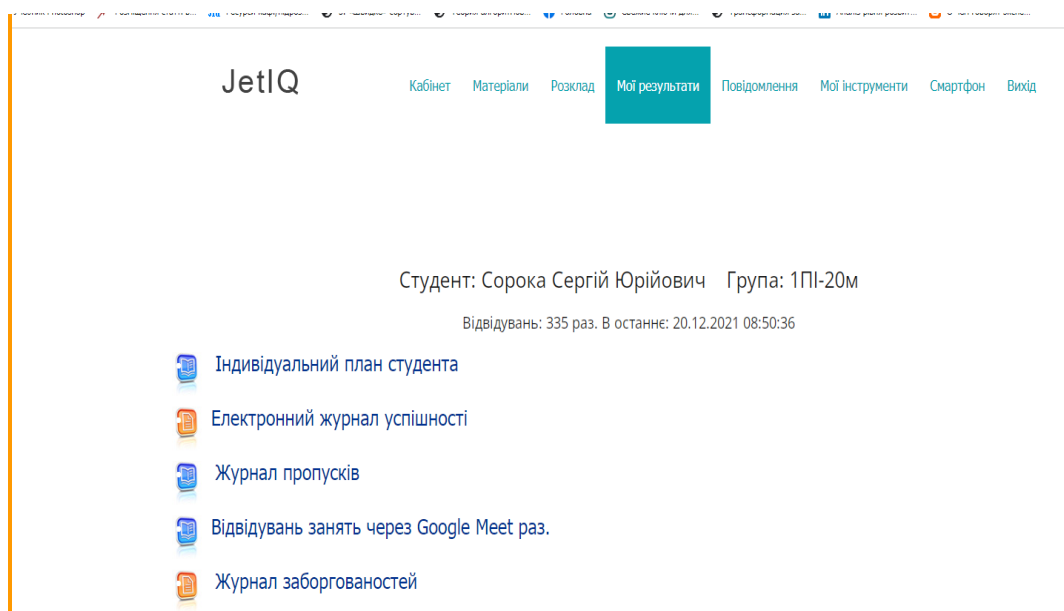 JetIQ
Кабінет Матеріали Розклад Мої результати Повідомлення Мої інструменти Смартфон Вихід
Студент: Сорока Сергій Юрійович Група: 1ПІ-20м
Відвідувань: 335 раз. В останнє: 20.12.2021 08:50:36
Індивідуальний план студента
Електронний журнал успішності
Журнал пропусків
Відвідувань занять через Google Meet раз.
Журнал заборгованостей